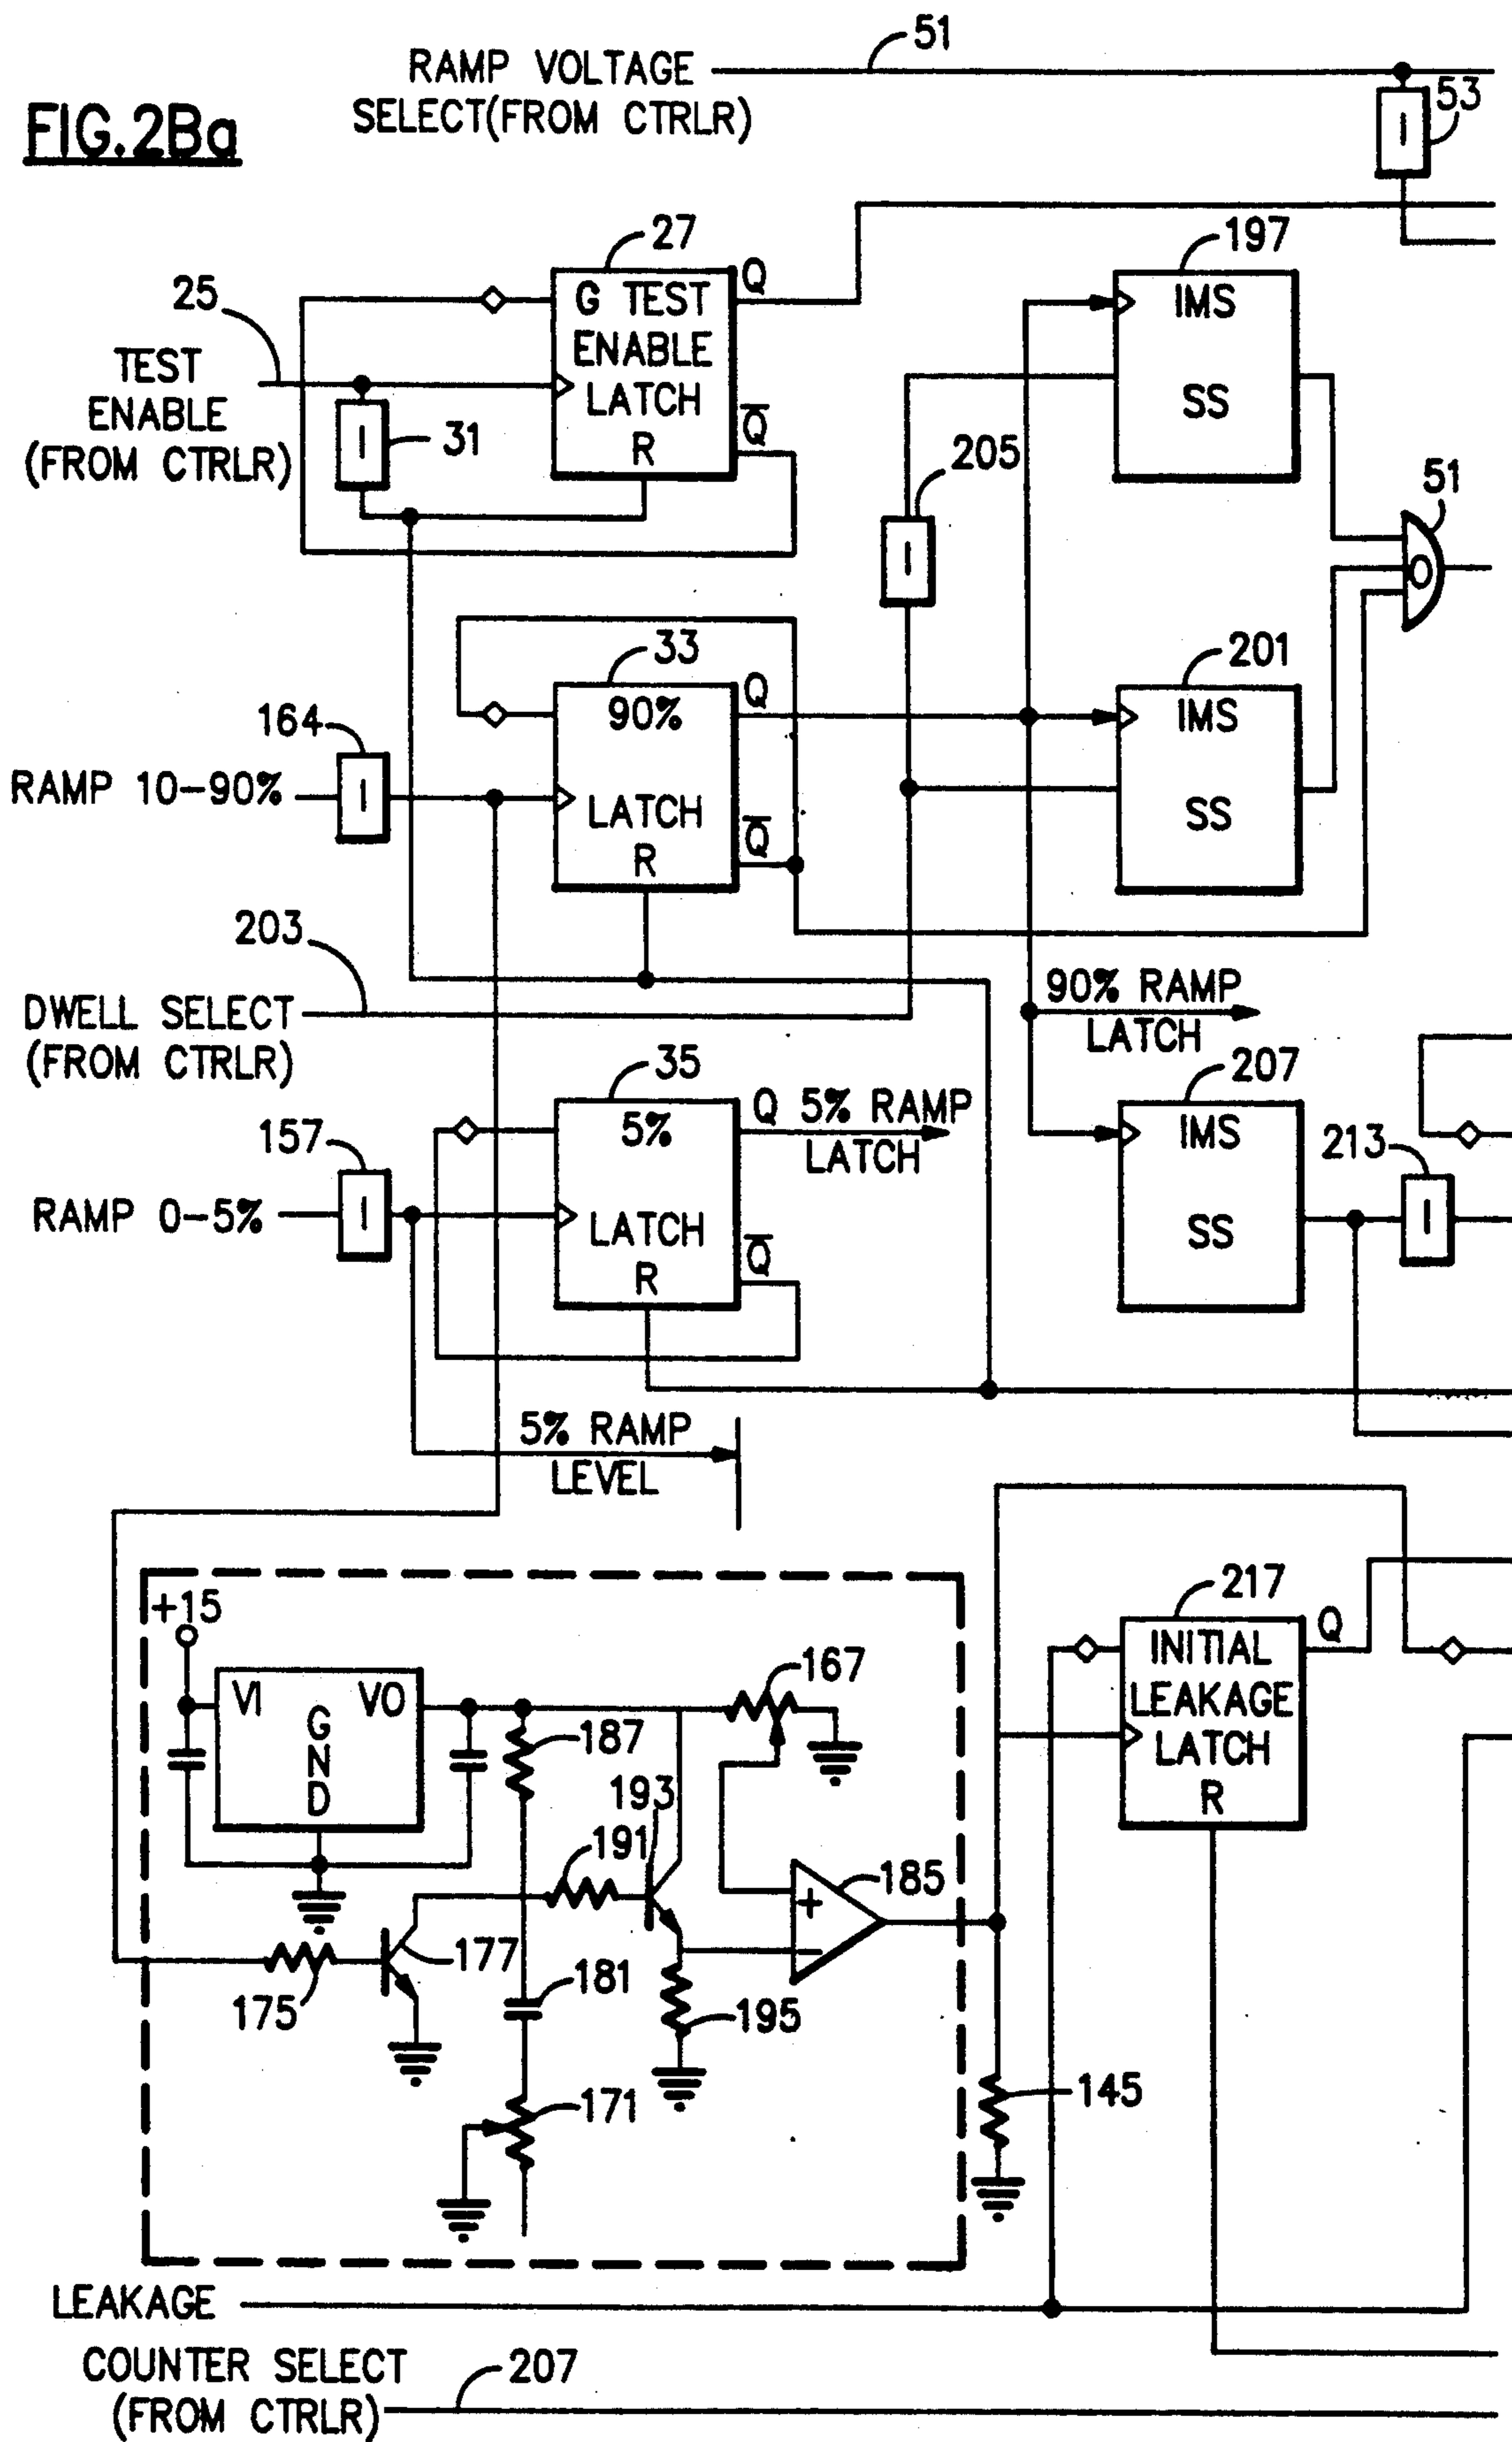 FIG.2Ba
RAMP VOLTAGE
SELECT(FROM CTRLR)
51
53
25
TEST
ENABLE
(FROM CTRLR)
27
G TEST
ENABLE
LATCH
R
Q
Q̅
31
197
IMS
SS
205
51
164
RAMP 10-90%
33
90%
LATCH
R
Q
Q̅
201
IMS
SS
203
DWELL SELECT
(FROM CTRLR)
90% RAMP
LATCH
157
RAMP 0-5%
35
5%
LATCH
R
Q 5% RAMP
LATCH
Q̅
207
IMS
SS
213
5% RAMP
LEVEL
+15
VI
VO
GND
187
167
193
191
185
+
−
177
175
181
195
171
145
217
INITIAL
LEAKAGE
LATCH
R
Q
LEAKAGE
COUNTER SELECT
(FROM CTRLR)
207